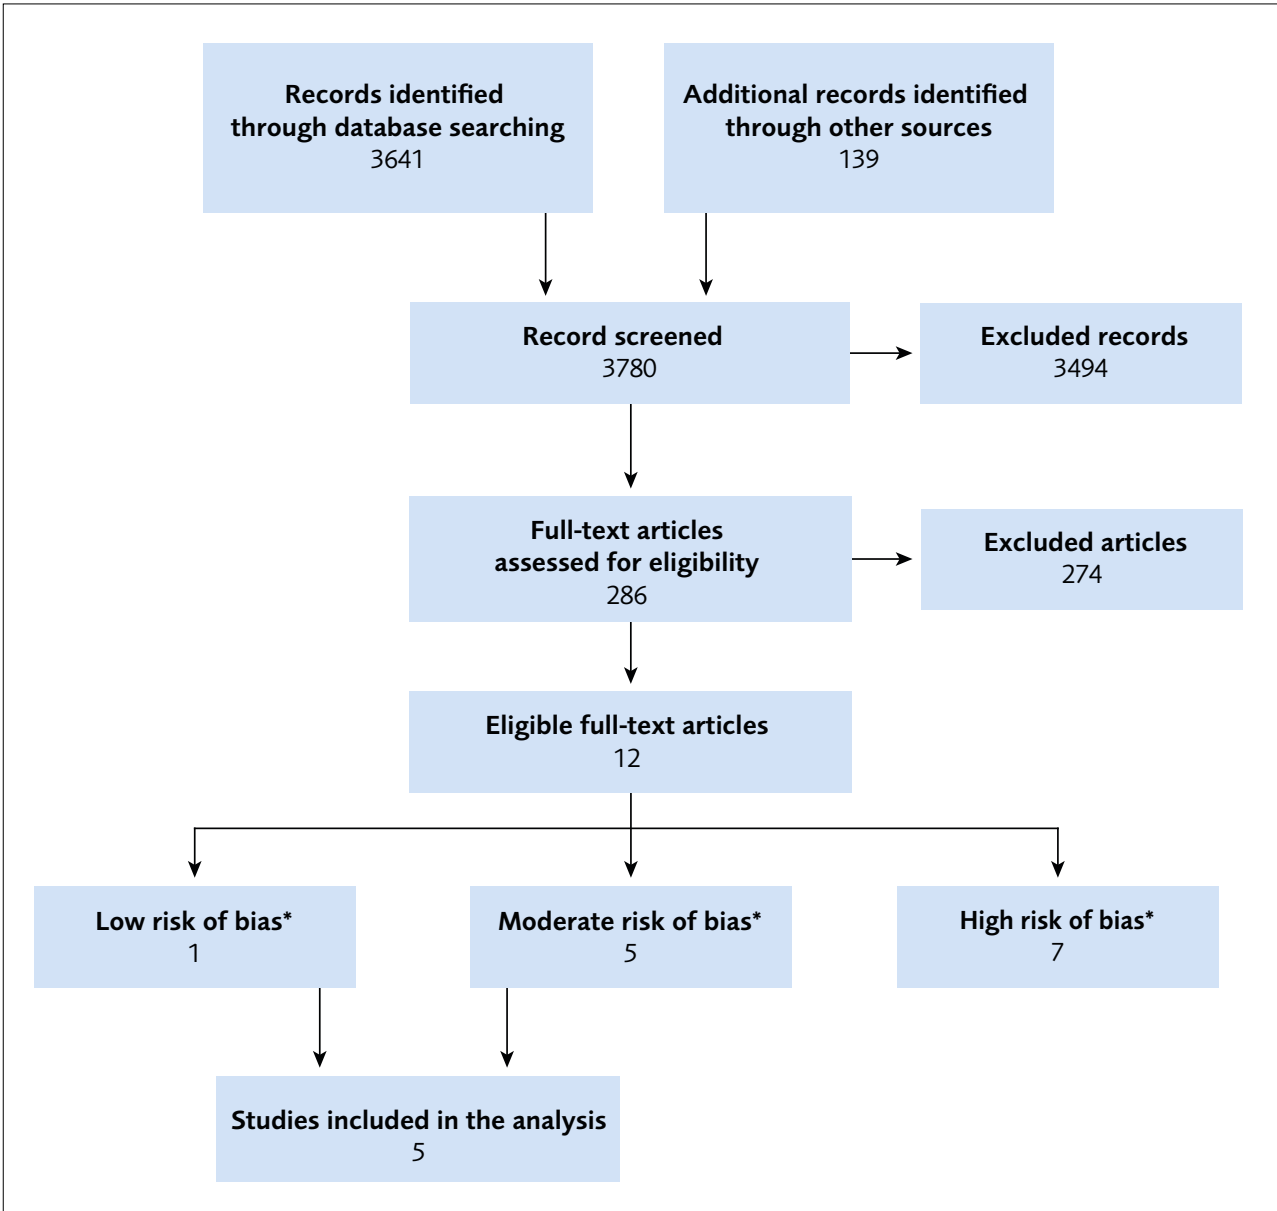 Records identified
through database searching
3641
Additional records identified
through other sources
139
Record screened
3780
Excluded records
3494
Full-text articles
assessed for eligibility
286
Excluded articles
274
Eligible full-text articles
12
Low risk of bias*
1
Moderate risk of bias*
5
High risk of bias*
7
Studies included in the analysis
5